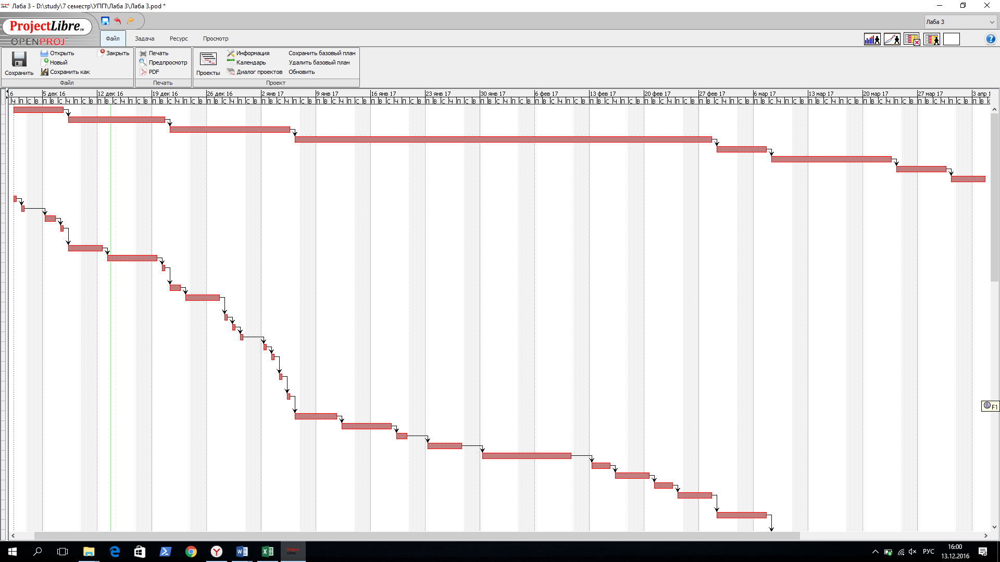 Лаба 3 - D:\study\7 семестр\УПП\Лаба 3\Лаба 3.pod *
ProjectLibre™
OPENPROJ
Лаба 3
Файл Задача Ресурс Просмотр
Сохранить
Открыть
Новый
Сохранить как
Закрыть
Файл
Печать
Предпросмотр
PDF
Печать
Проекты
Информация
Календарь
Диалог проектов
Сохранить базовый план
Удалить базовый план
Обновить
Проект
6 5 дек 16 12 дек 16 19 дек 16 26 дек 16 2 янв 17 9 янв 17 16 янв 17 23 янв 17 30 янв 17 6 фев 17 13 фев 17 20 фев 17 27 фев 17 6 мар 17 13 мар 17 20 мар 17 27 мар 17 3 апр 1
Ч П С В П В С Ч П С В П В С Ч П С В П В С Ч П С В П В С Ч П С В П В С Ч П С В П В С Ч П С В П В С Ч П С В П В С Ч П С В П В С Ч П С В П В С Ч П С В П В С Ч П С В П В С Ч П С В П В С Ч П С В П В С Ч П С В П В С Ч П С В П В С Ч П С В П В С Ч П С В П В С
F1
Project
Libre
РУС
16:00
13.12.2016